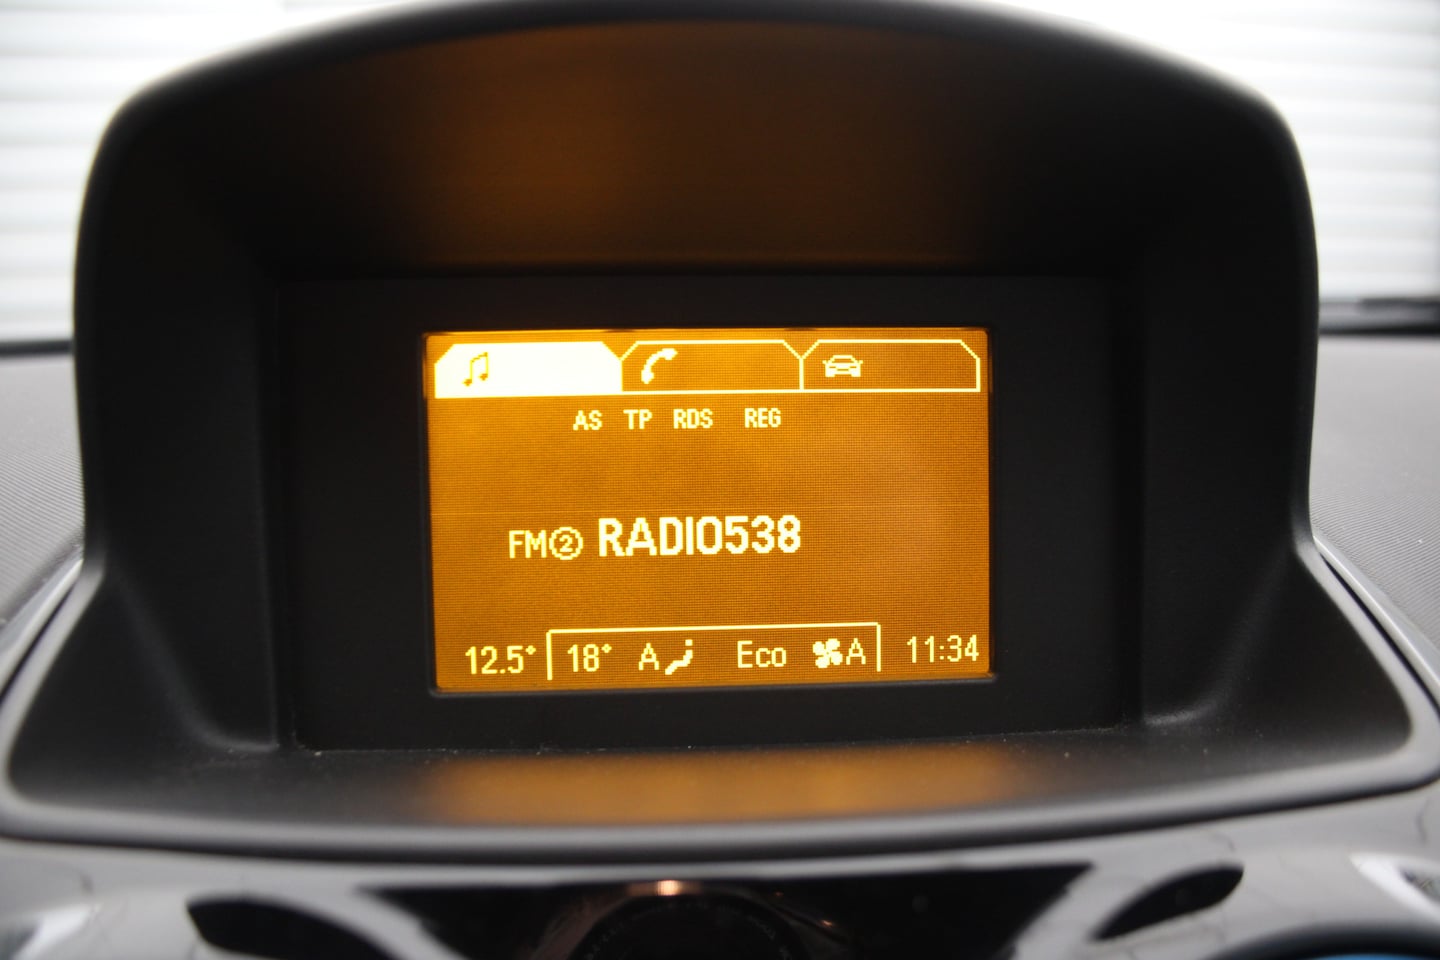 AS TP RDS REG
FM② RADIO538
12.5° 18° A Eco A 11:34